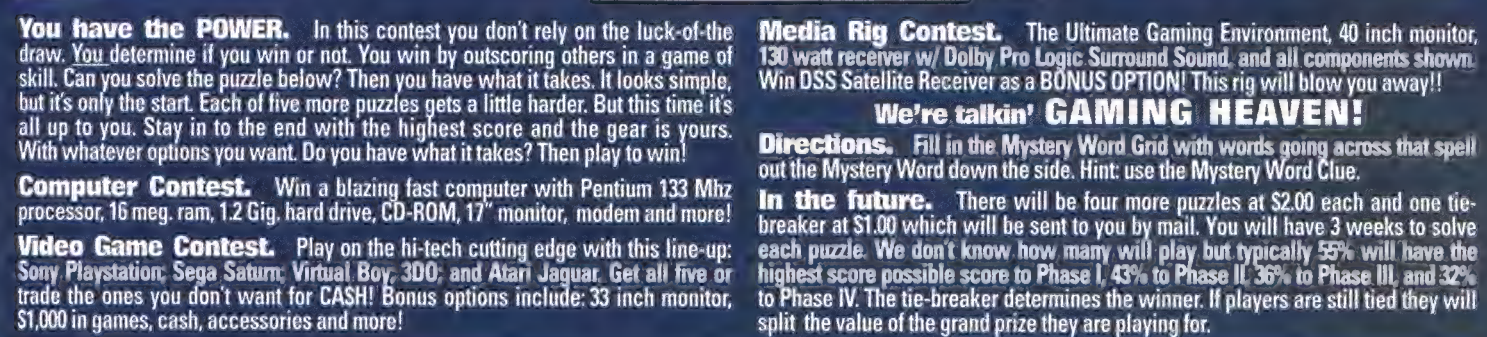 You have the POWER. In this contest you don't rely on the luck-of-the
draw. You determine if you win or not. You win by outscoring others in a game of
skill. Can you solve the puzzle below? Then you have what it takes. It looks simple,
but it's only the start. Each of five more puzzles gets a little harder. But this time it's
all up to you. Stay in to the end with the highest score and the gear is yours.
With whatever options you want. Do you have what it takes? Then play to win!
Computer Contest. Win a blazing fast computer with Pentium 133 Mhz
processor, 16 meg. ram, 1.2 Gig. hard drive, CD-ROM, 17" monitor, modem and more!
Video Game Contest. Play on the hi-tech cutting edge with this line-up:
Sony Playstation; Sega Saturn; Virtual Boy; 3DO; and Atari Jaguar. Get all five or
trade the ones you don't want for CASH! Bonus options include: 33 inch monitor,
$1,000 in games, cash, accessories and more!
Media Rig Contest. The Ultimate Gaming Environment, 40 inch monitor,
130 watt receiver w/ Dolby Pro Logic Surround Sound, and all components shown.
Win DSS Satellite Receiver as a BONUS OPTION! This rig will blow you away!!
We're talkin' GAMING HEAVEN!
Directions. Fill in the Mystery Word Grid with words going across that spell
out the Mystery Word down the side. Hint: use the Mystery Word Clue.
In the future. There will be four more puzzles at $2.00 each and one tie-
breaker at $1.00 which will be sent to you by mail. You will have 3 weeks to solve
each puzzle. We don't know how many will play but typically 55% will have the
highest score possible score to Phase I, 43% to Phase II, 36% to Phase III, and 32%
to Phase IV. The tie-breaker determines the winner. If players are still tied they will
split the value of the grand prize they are playing for.